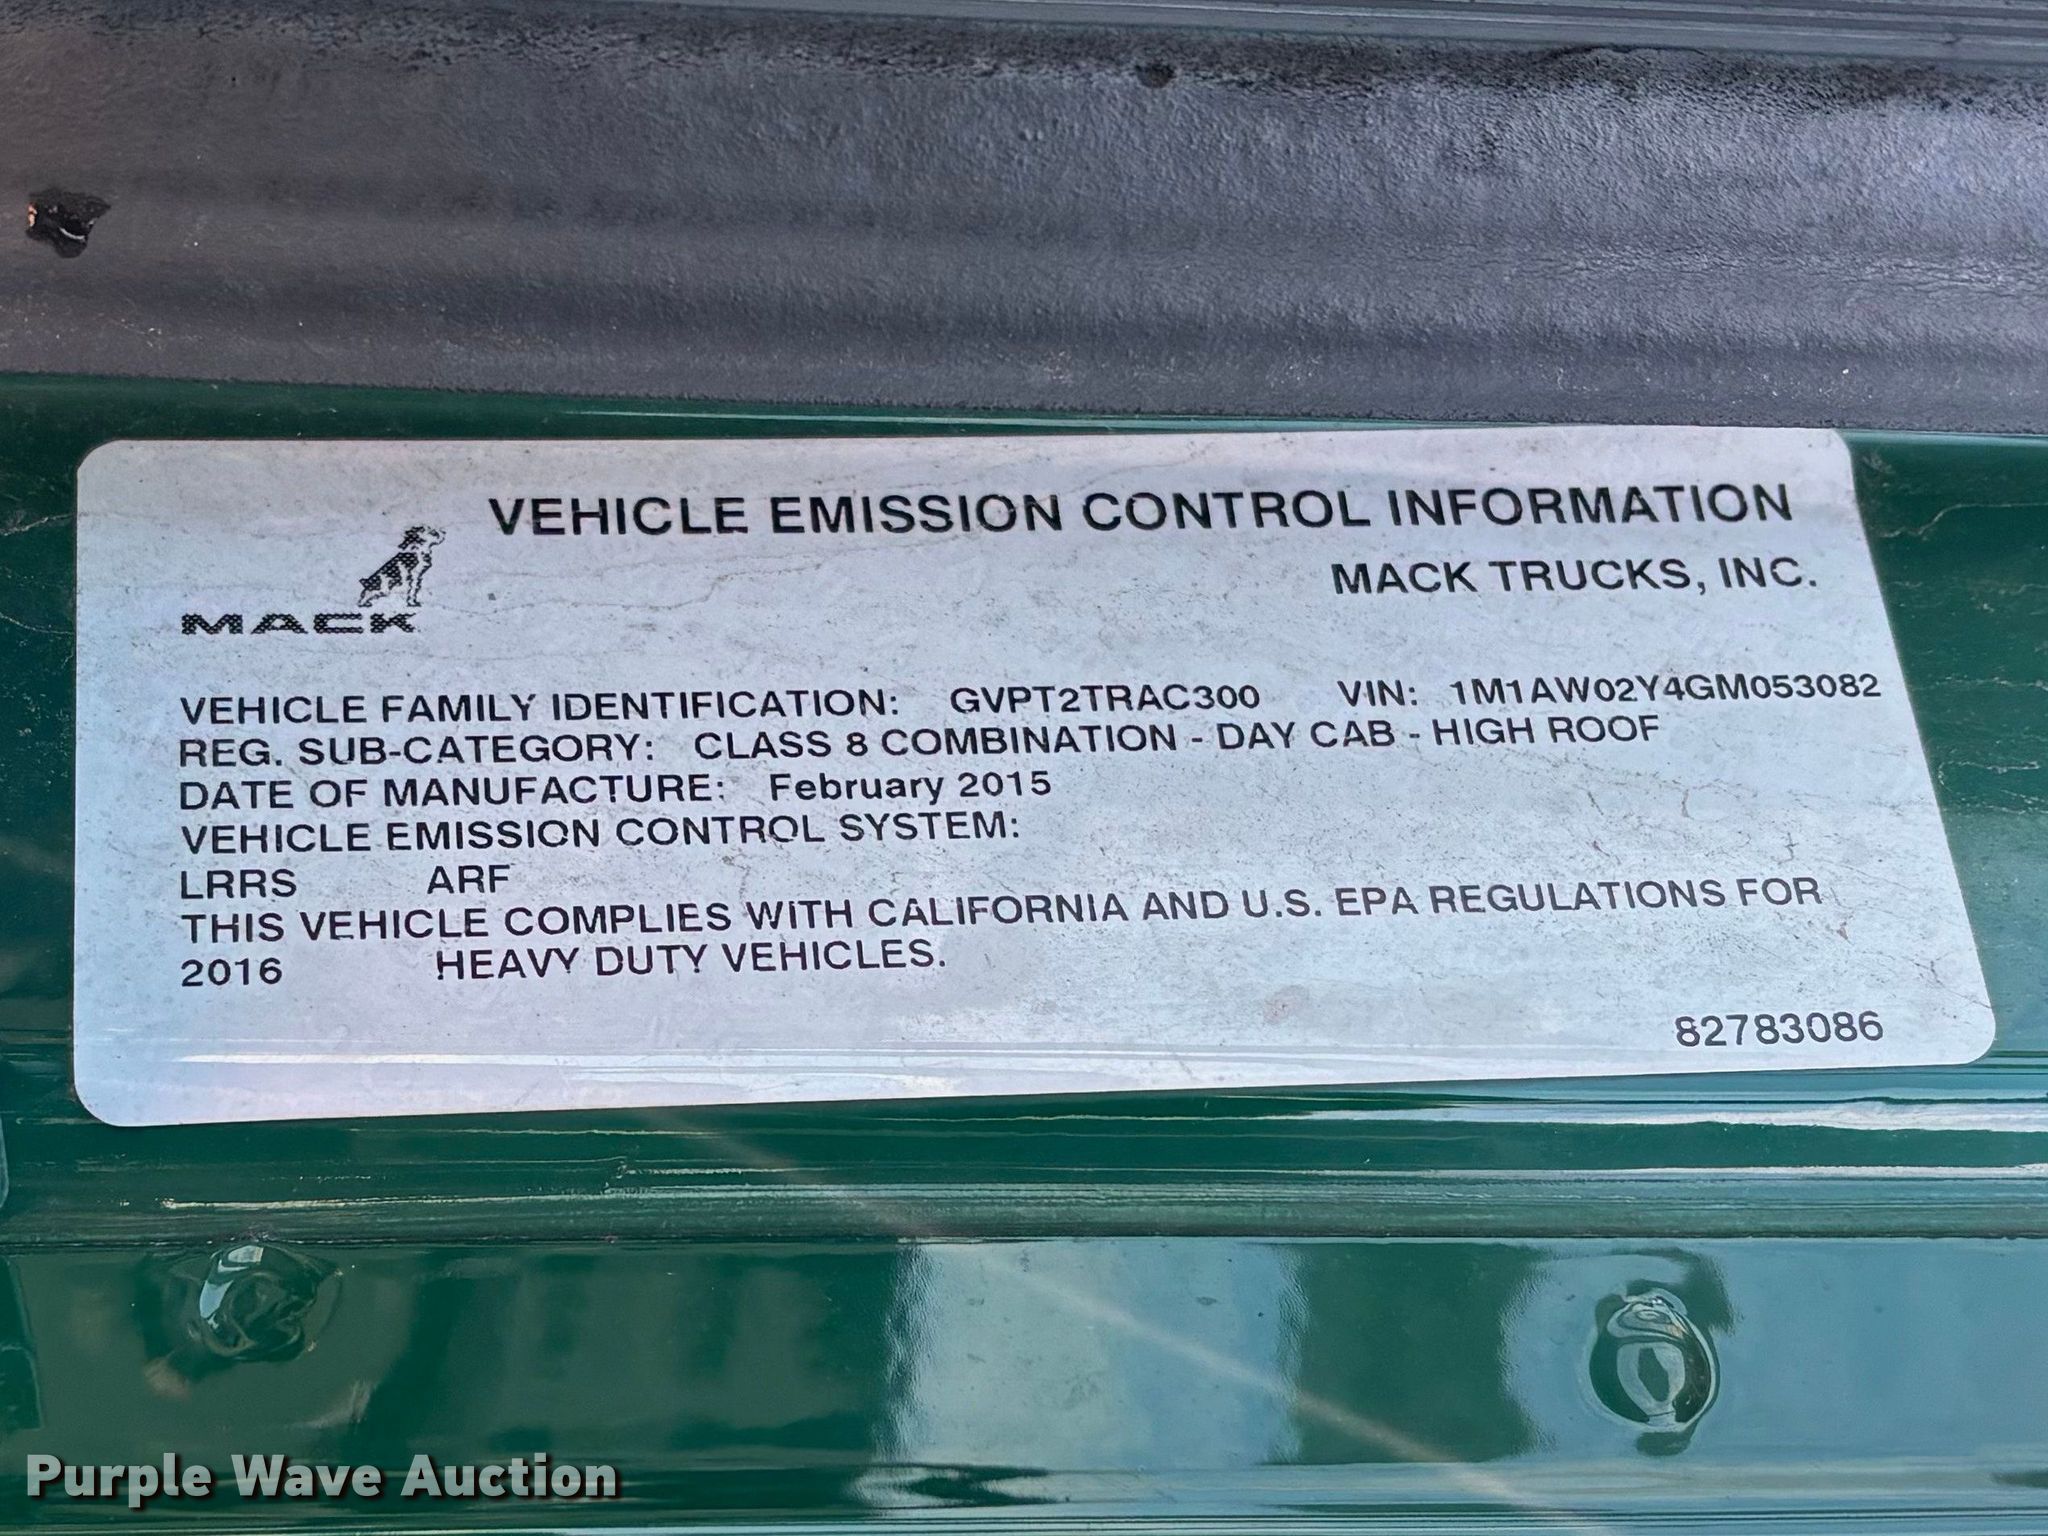 VEHICLE EMISSION CONTROL INFORMATION
MACK TRUCKS, INC.
MACK
VEHICLE FAMILY IDENTIFICATION: GVPT2TRAC300 VIN: 1M1AW02Y4GM053082
REG. SUB-CATEGORY: CLASS 8 COMBINATION - DAY CAB - HIGH ROOF
DATE OF MANUFACTURE: February 2015
VEHICLE EMISSION CONTROL SYSTEM:
LRRS ARF
THIS VEHICLE COMPLIES WITH CALIFORNIA AND U.S. EPA REGULATIONS FOR
2016 HEAVY DUTY VEHICLES.
82783086
Purple Wave Auction